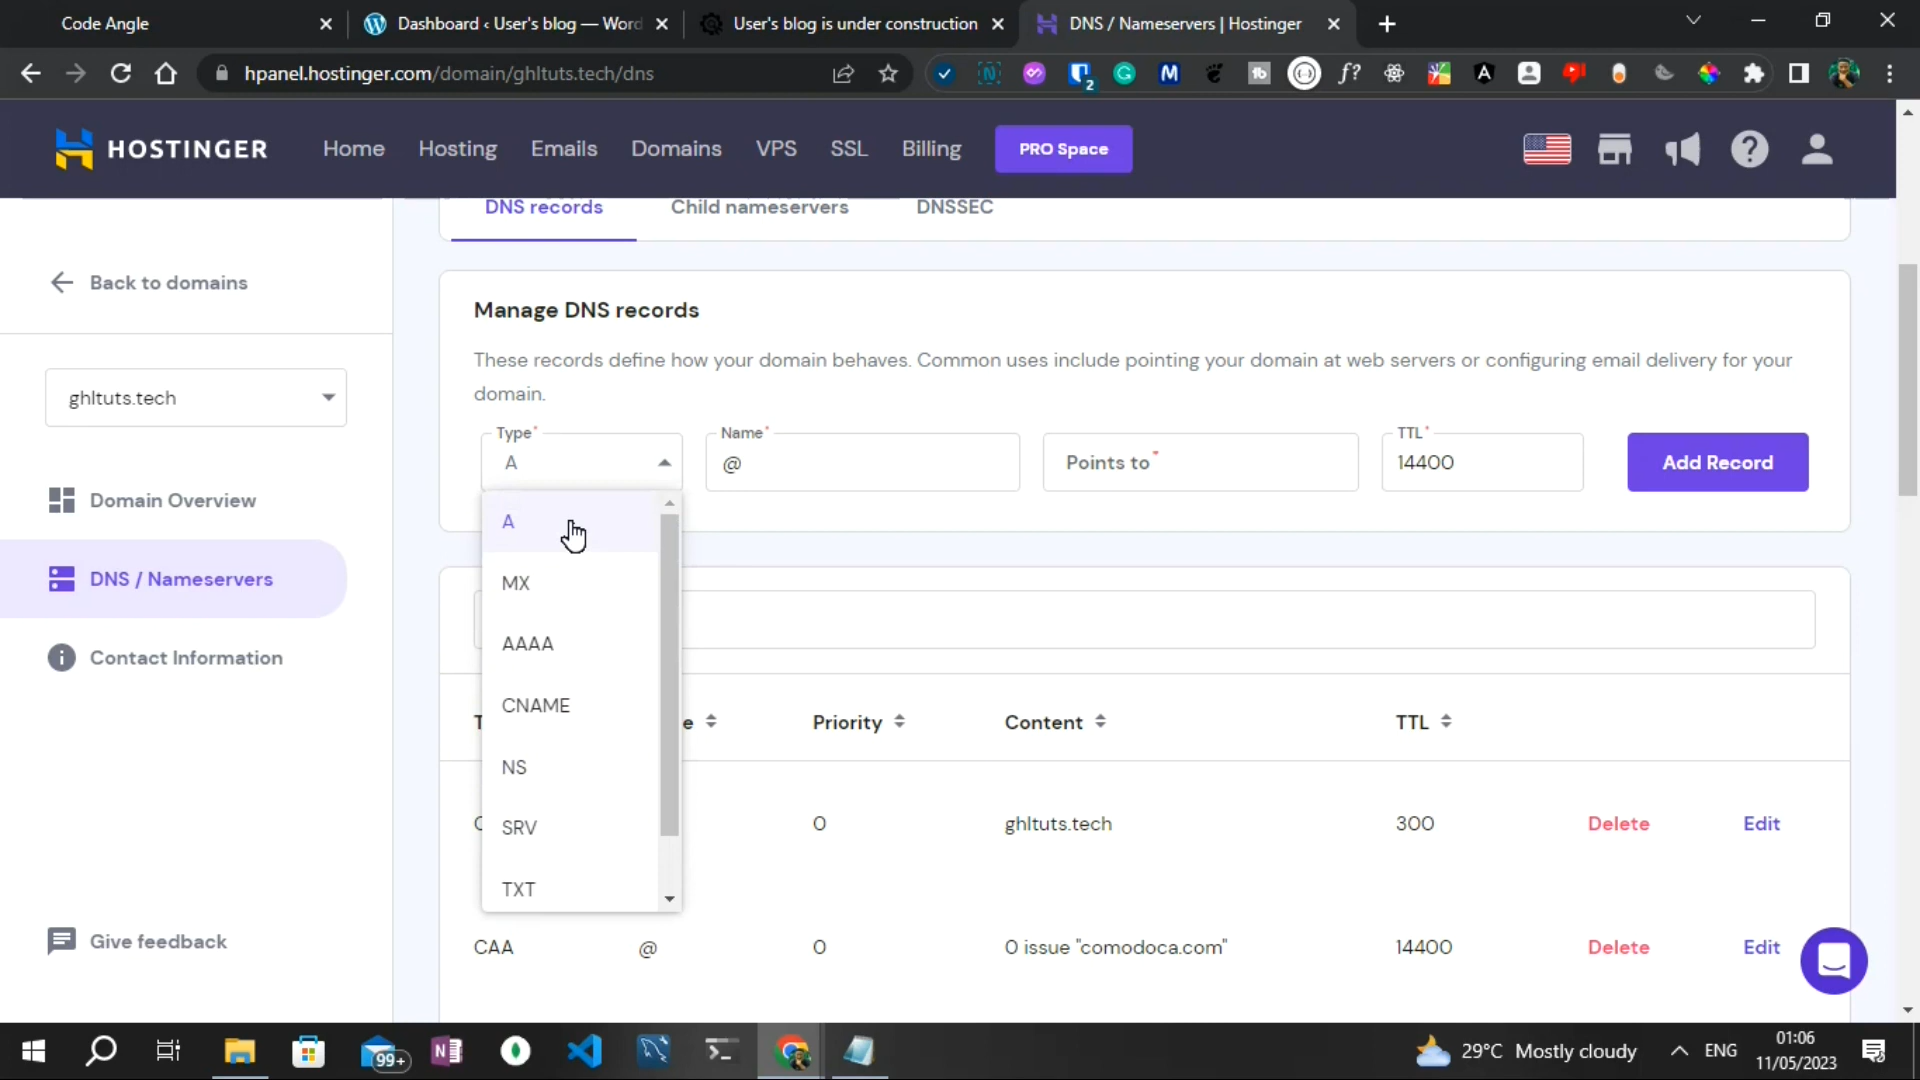 Code Angle
Dashboard ‹ User's blog — Word
User's blog is under construction
DNS / Nameservers | Hostinger
hpanel.hostinger.com/domain/ghltuts.tech/dns
2
M
f?
A
HOSTINGER
Home
Hosting
Emails
Domains
VPS
SSL
Billing
PRO Space
DNS records
Child nameservers
DNSSEC
Back to domains
ghltuts.tech
Domain Overview
DNS / Nameservers
Contact Information
Give feedback
Manage DNS records
These records define how your domain behaves. Common uses include pointing your domain at web servers or configuring email delivery for your
domain.
Type*
A
Name*
@
Points to*
TTL*
14400
Add Record
A
MX
AAAA
CNAME
NS
SRV
TXT
Priority
Content
TTL
0
ghltuts.tech
300
Delete
Edit
CAA
@
0
0 issue "comodoca.com"
14400
Delete
Edit
99+
29°C Mostly cloudy
ENG
01:06
11/05/2023